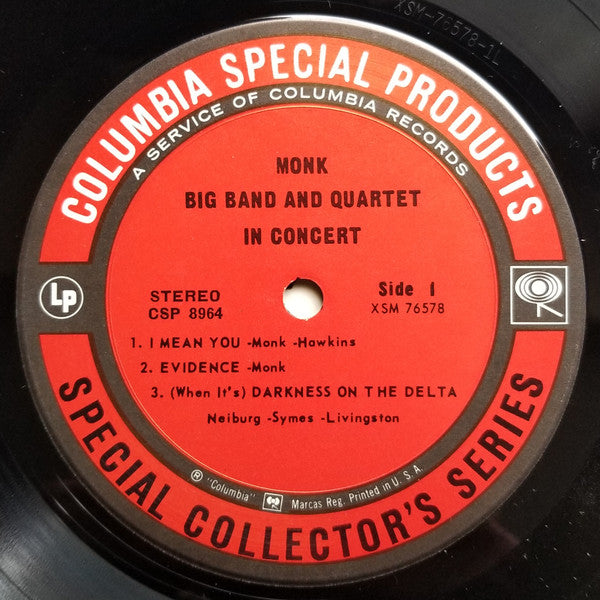 XSM-76578-1L
COLUMBIA SPECIAL PRODUCTS
A SERVICE OF COLUMBIA RECORDS
MONK
BIG BAND AND QUARTET
IN CONCERT
LP
STEREO
CSP 8964
Side 1
XSM 76578
1. I MEAN YOU -Monk -Hawkins
2. EVIDENCE -Monk
3. (When It's) DARKNESS ON THE DELTA
Neiburg -Symes -Livingston
® "Columbia" Marcas Reg. Printed in U. S. A.
SPECIAL COLLECTOR'S SERIES